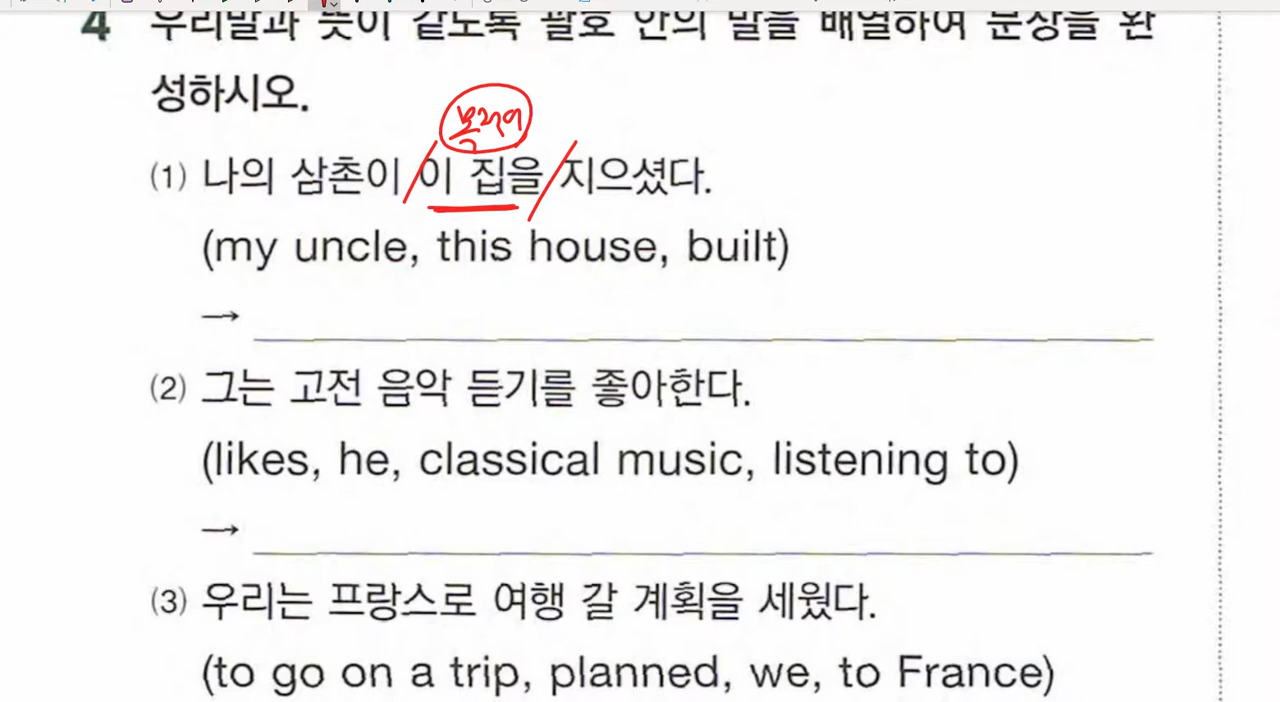 4 우리말과 뜻이 같도록 괄호 안의 말을 배열하여 문장을 완
성하시오.
목적어
(1) 나의 삼촌이 이 집을 지으셨다.
(my uncle, this house, built)
→
(2) 그는 고전 음악 듣기를 좋아한다.
(likes, he, classical music, listening to)
→
(3) 우리는 프랑스로 여행 갈 계획을 세웠다.
(to go on a trip, planned, we, to France)